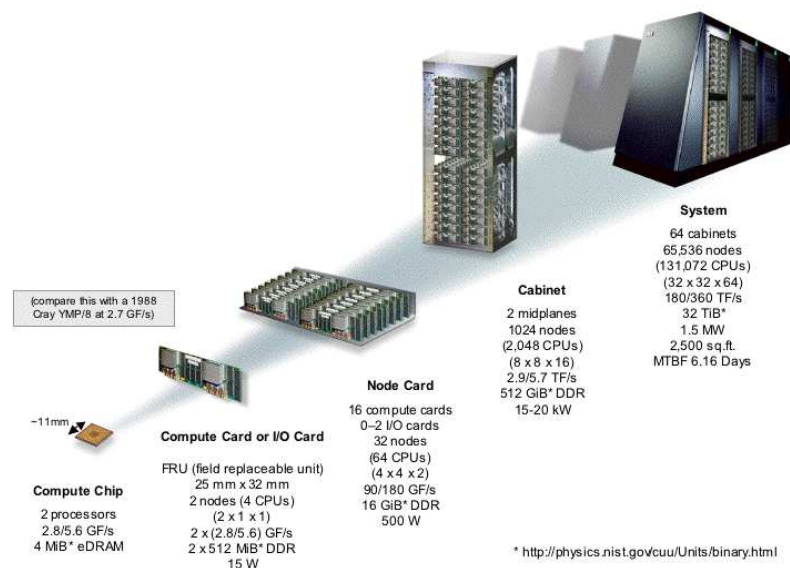 (compare this with a 1988
Cray YMP/8 at 2.7 GF/s)
~11mm
Compute Chip
2 processors
2.8/5.6 GF/s
4 MiB* eDRAM
Compute Card or I/O Card
FRU (field replaceable unit)
25 mm x 32 mm
2 nodes (4 CPUs)
(2 x 1 x 1)
2 x (2.8/5.6) GF/s
2 x 512 MiB* DDR
15 W
Node Card
16 compute cards
0–2 I/O cards
32 nodes
(64 CPUs)
(4 x 4 x 2)
90/180 GF/s
16 GiB* DDR
500 W
Cabinet
2 midplanes
1024 nodes
(2,048 CPUs)
(8 x 8 x 16)
2.9/5.7 TF/s
512 GiB* DDR
15-20 kW
System
64 cabinets
65,536 nodes
(131,072 CPUs)
(32 x 32 x 64)
180/360 TF/s
32 TiB*
1.5 MW
2,500 sq.ft.
MTBF 6.16 Days
* http://physics.nist.gov/cuu/Units/binary.html